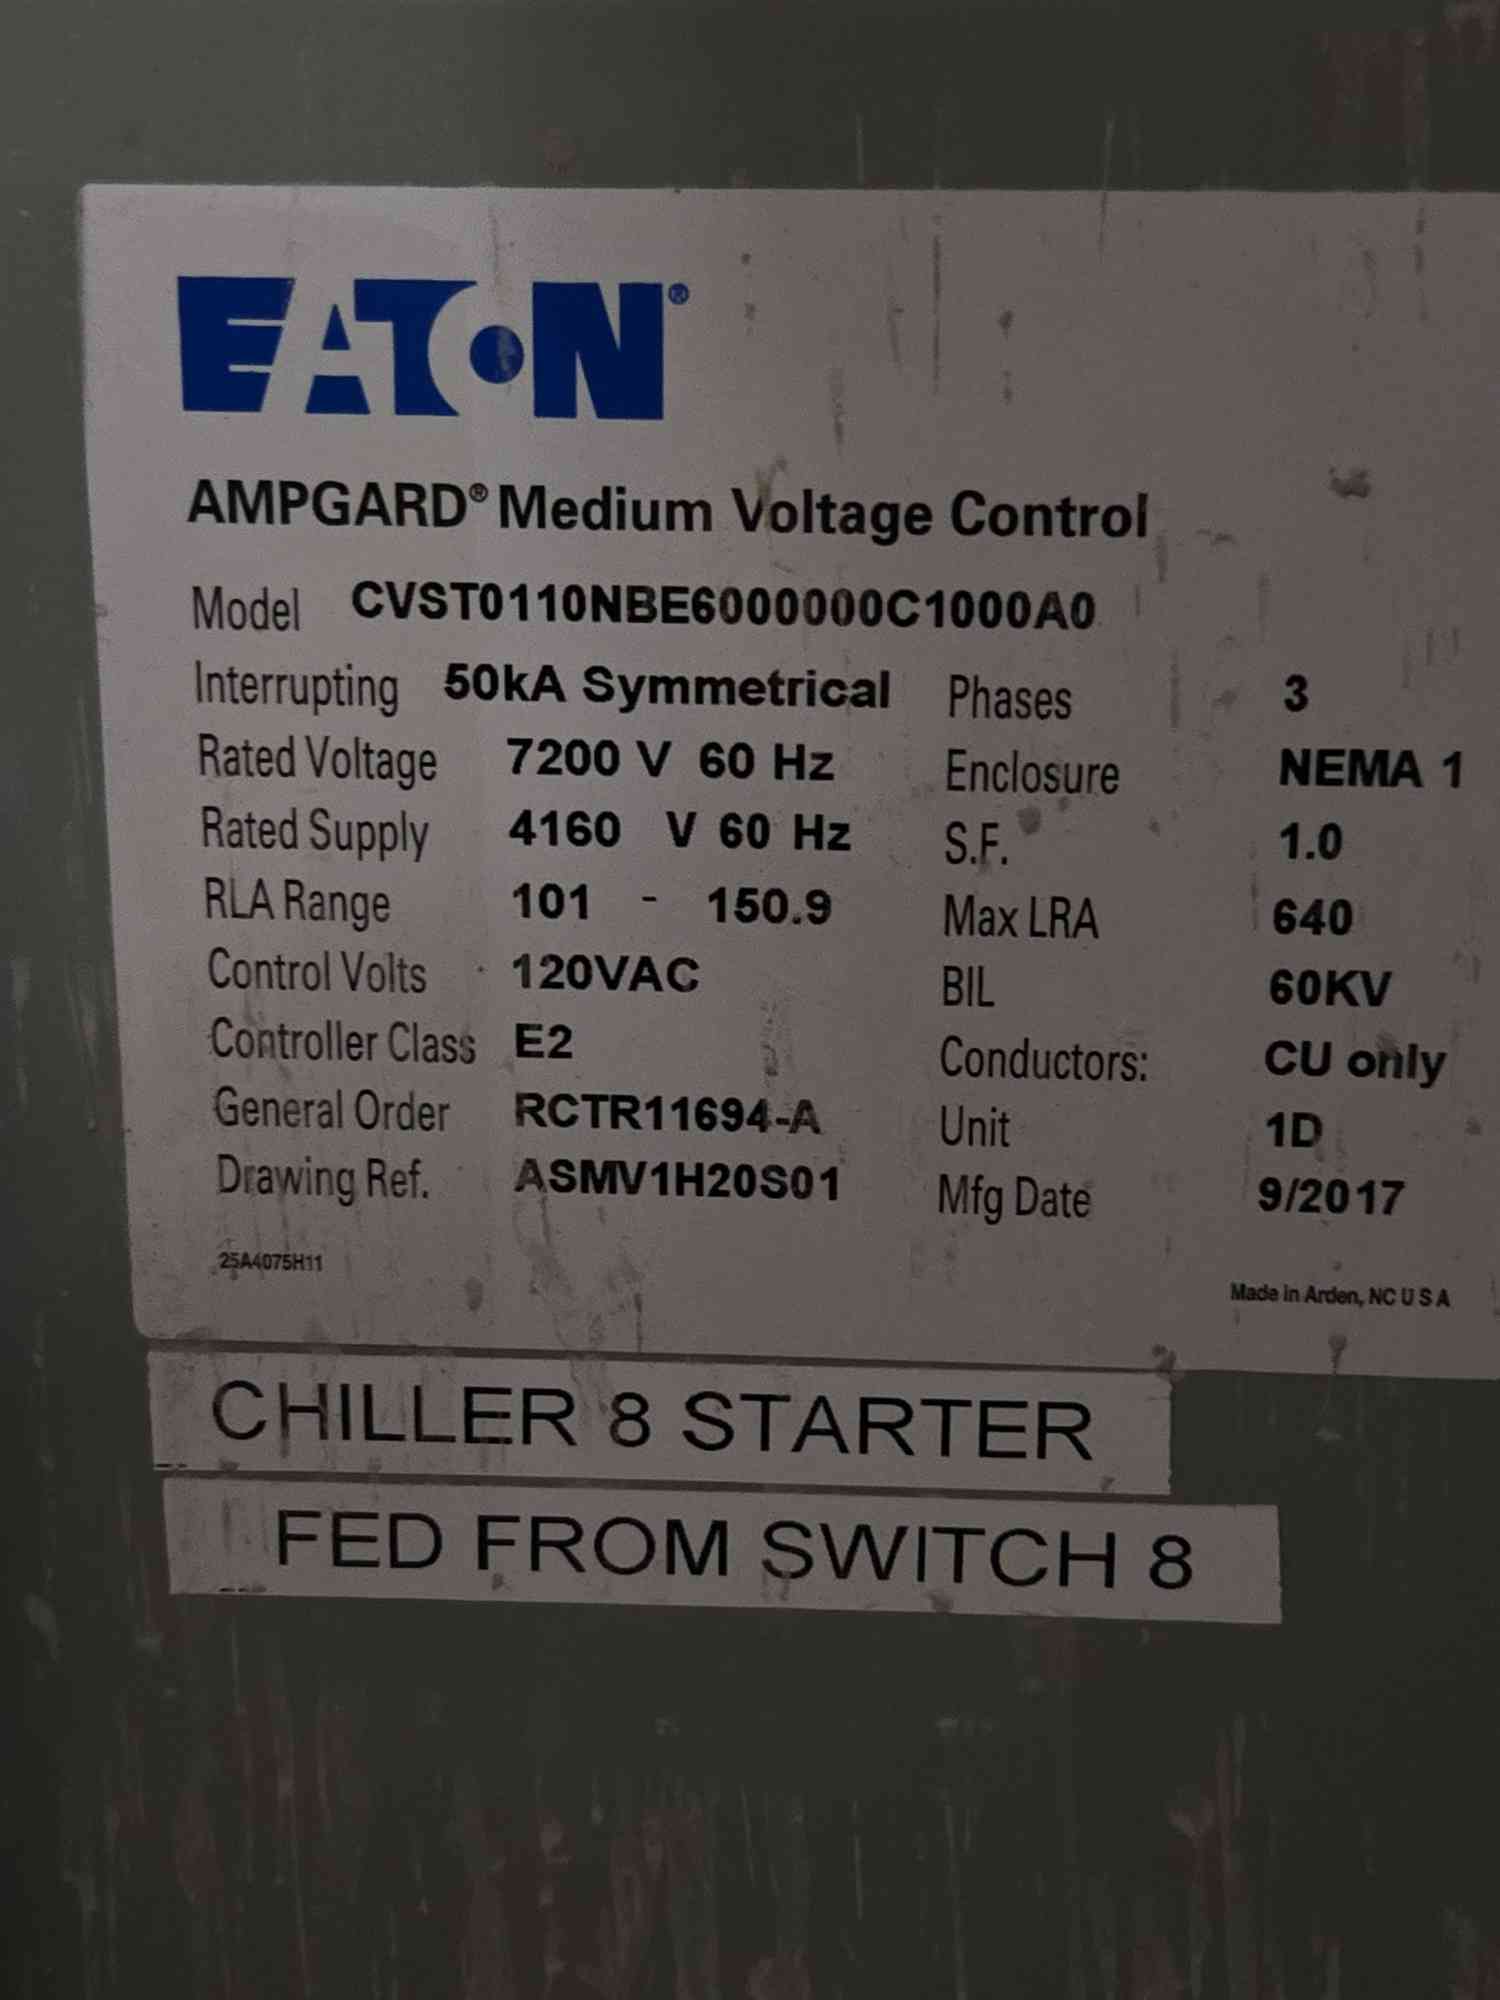 EATON®
AMPGARD® Medium Voltage Control
Model CVST0110NBE6000000C1000A0
Interrupting 50kA Symmetrical Phases 3
Rated Voltage 7200 V 60 Hz Enclosure NEMA 1
Rated Supply 4160 V 60 Hz S.F. 1.0
RLA Range 101 - 150.9 Max LRA 640
Control Volts 120VAC BIL 60KV
Controller Class E2 Conductors: CU only
General Order RCTR11694-A Unit 1D
Drawing Ref. ASMV1H20S01 Mfg Date 9/2017
25A4075H11
Made in Arden, NC U S A
CHILLER 8 STARTER
FED FROM SWITCH 8